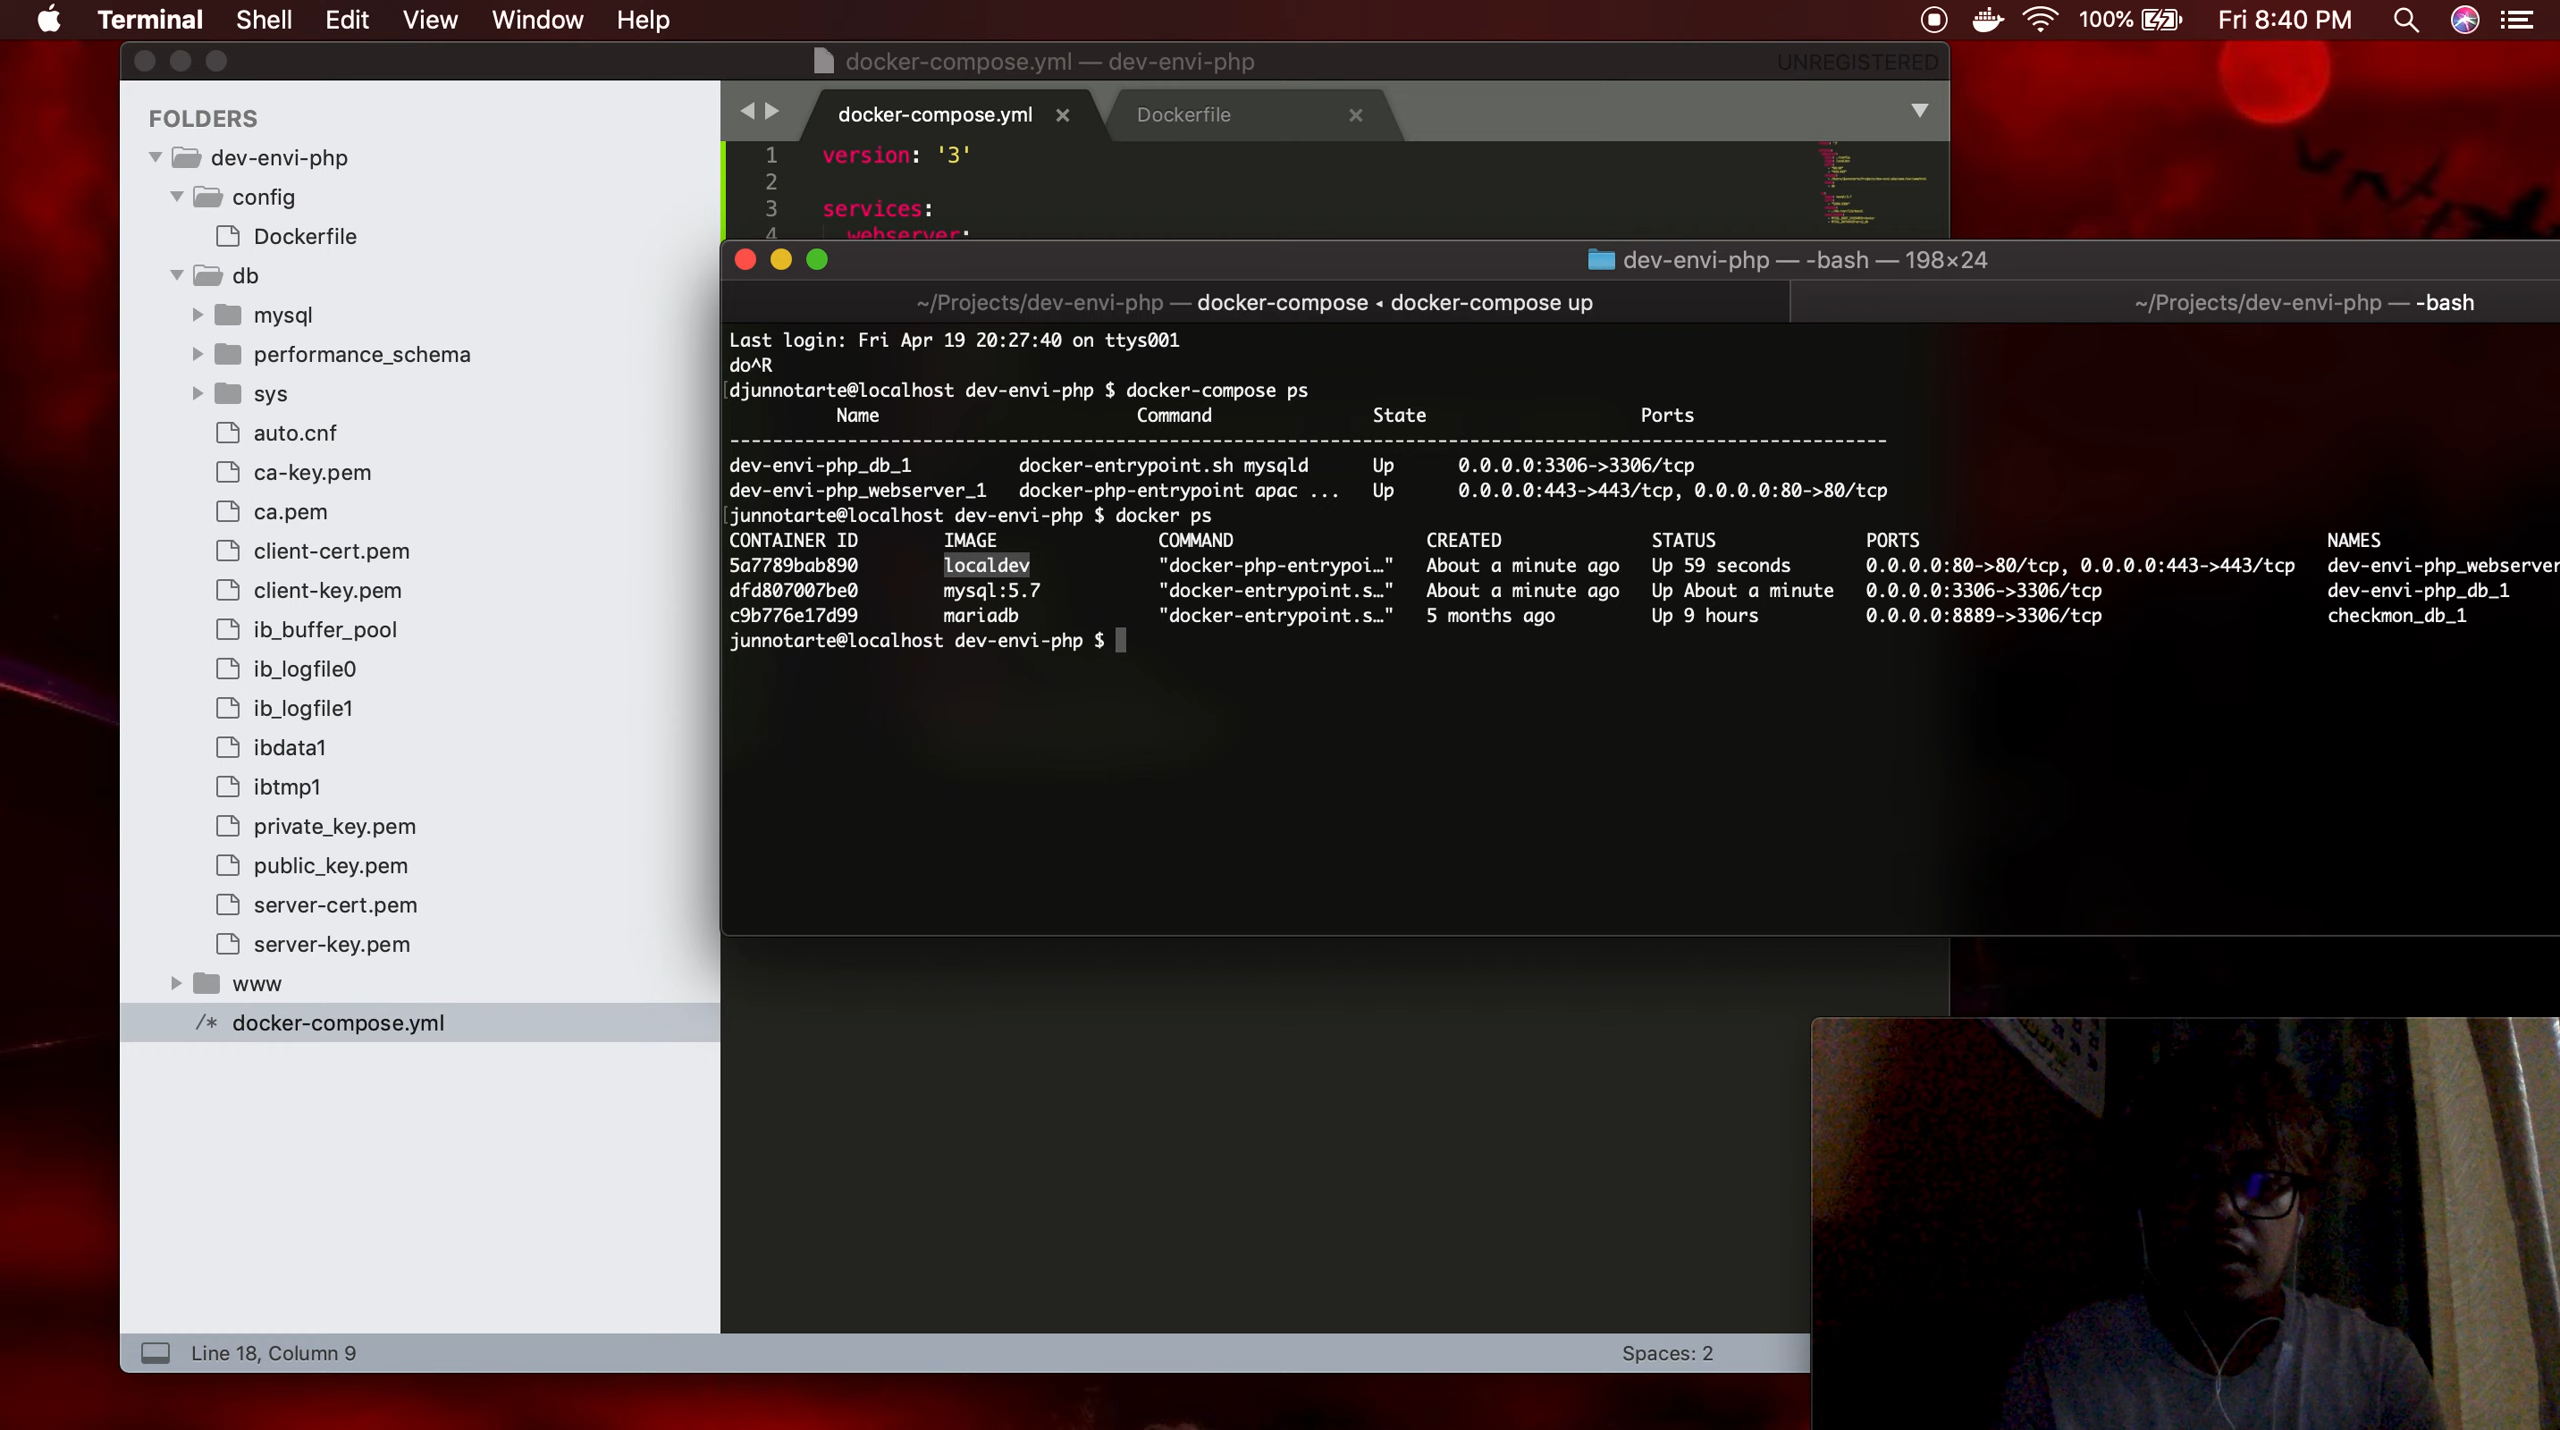 Terminal Shell Edit View Window Help 100% Fri 8:40 PM
docker-compose.yml — dev-envi-php UNREGISTERED
FOLDERS
dev-envi-php
config
Dockerfile
db
mysql
performance_schema
sys
auto.cnf
ca-key.pem
ca.pem
client-cert.pem
client-key.pem
ib_buffer_pool
ib_logfile0
ib_logfile1
ibdata1
ibtmp1
private_key.pem
public_key.pem
server-cert.pem
server-key.pem
www
/* docker-compose.yml
docker-compose.yml × Dockerfile ×
1 version: '3'
2
3 services:
4 webserver:
dev-envi-php — -bash — 198×24
~/Projects/dev-envi-php — docker-compose ◂ docker-compose up ~/Projects/dev-envi-php — -bash
Last login: Fri Apr 19 20:27:40 on ttys001
do^R
[djunnotarte@localhost dev-envi-php $ docker-compose ps
Name Command State Ports
--------------------------------------------------------------------------------------------------------------
dev-envi-php_db_1 docker-entrypoint.sh mysqld Up 0.0.0.0:3306->3306/tcp
dev-envi-php_webserver_1 docker-php-entrypoint apac ... Up 0.0.0.0:443->443/tcp, 0.0.0.0:80->80/tcp
[junnotarte@localhost dev-envi-php $ docker ps
CONTAINER ID IMAGE COMMAND CREATED STATUS PORTS NAMES
5a7789bab890 localdev "docker-php-entrypoi…" About a minute ago Up 59 seconds 0.0.0.0:80->80/tcp, 0.0.0.0:443->443/tcp dev-envi-php_webserver
dfd807007be0 mysql:5.7 "docker-entrypoint.s…" About a minute ago Up About a minute 0.0.0.0:3306->3306/tcp dev-envi-php_db_1
c9b776e17d99 mariadb "docker-entrypoint.s…" 5 months ago Up 9 hours 0.0.0.0:8889->3306/tcp checkmon_db_1
junnotarte@localhost dev-envi-php $
Line 18, Column 9 Spaces: 2